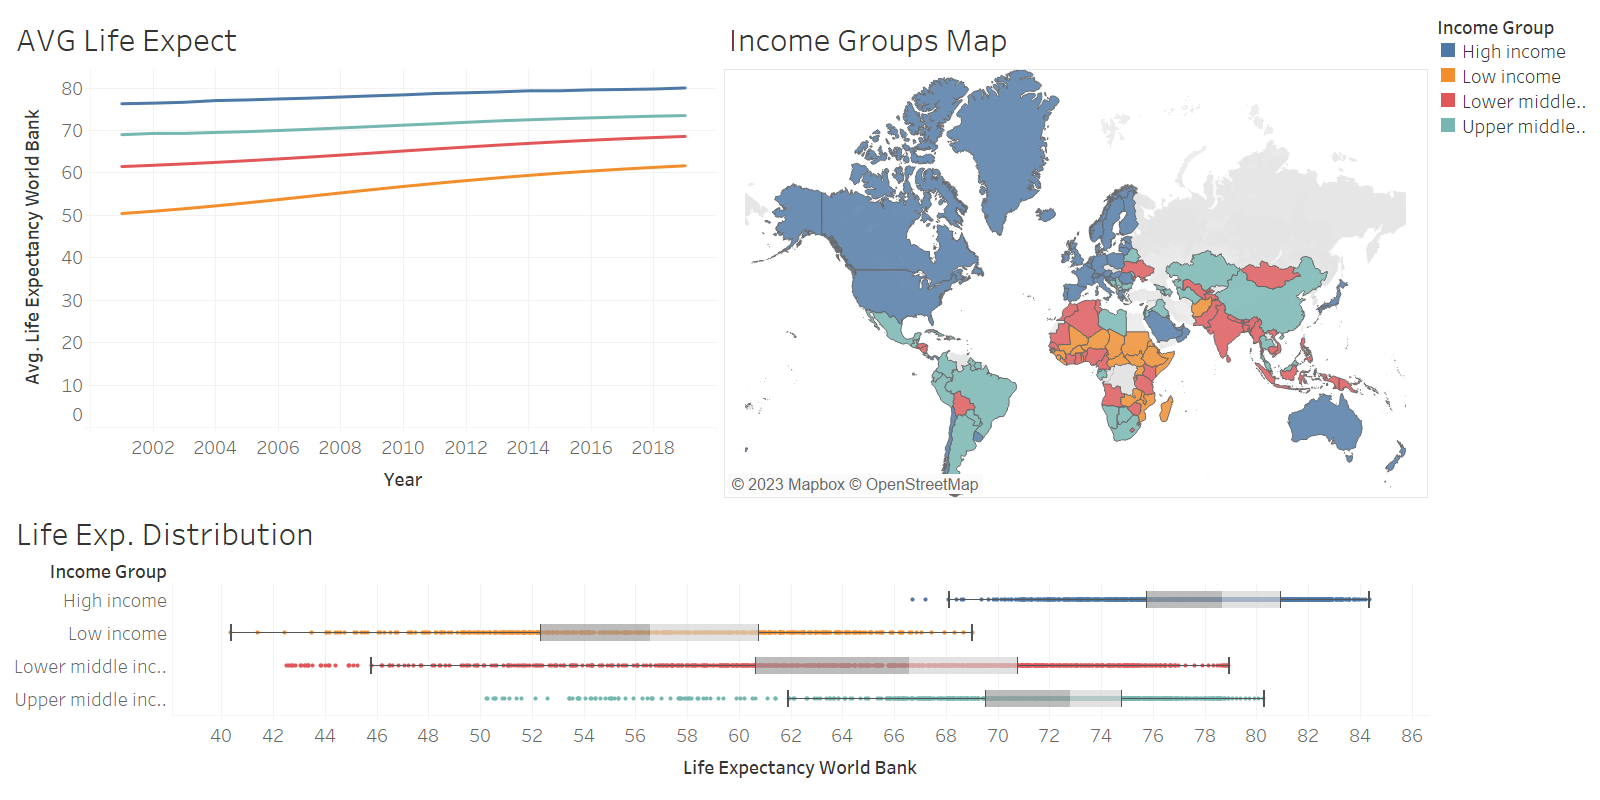 AVG Life Expect
Avg. Life Expectancy World Bank
80
70
60
50
40
30
20
10
0
2002 2004 2006 2008 2010 2012 2014 2016 2018
Year
Income Groups Map
© 2023 Mapbox © OpenStreetMap
Income Group
High income
Low income
Lower middle..
Upper middle..
Life Exp. Distribution
Income Group
High income
Low income
Lower middle inc..
Upper middle inc..
40 42 44 46 48 50 52 54 56 58 60 62 64 66 68 70 72 74 76 78 80 82 84 86
Life Expectancy World Bank